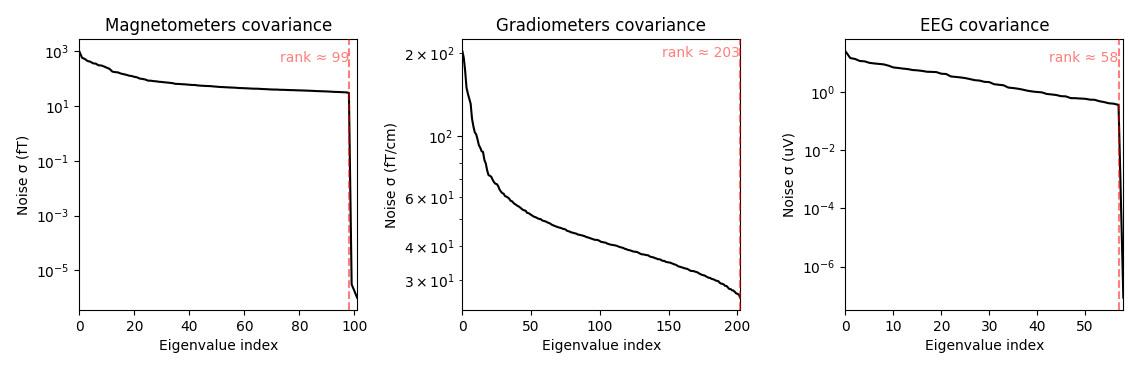 Magnetometers covariance
rank ≈ 99
10³
10¹
10⁻¹
10⁻³
10⁻⁵
Noise σ (fT)
0 20 40 60 80 100
Eigenvalue index
Gradiometers covariance
rank ≈ 203
2 × 10²
10²
6 × 10¹
4 × 10¹
3 × 10¹
Noise σ (fT/cm)
0 50 100 150 200
Eigenvalue index
EEG covariance
rank ≈ 58
10⁰
10⁻²
10⁻⁴
10⁻⁶
Noise σ (uV)
0 10 20 30 40 50
Eigenvalue index